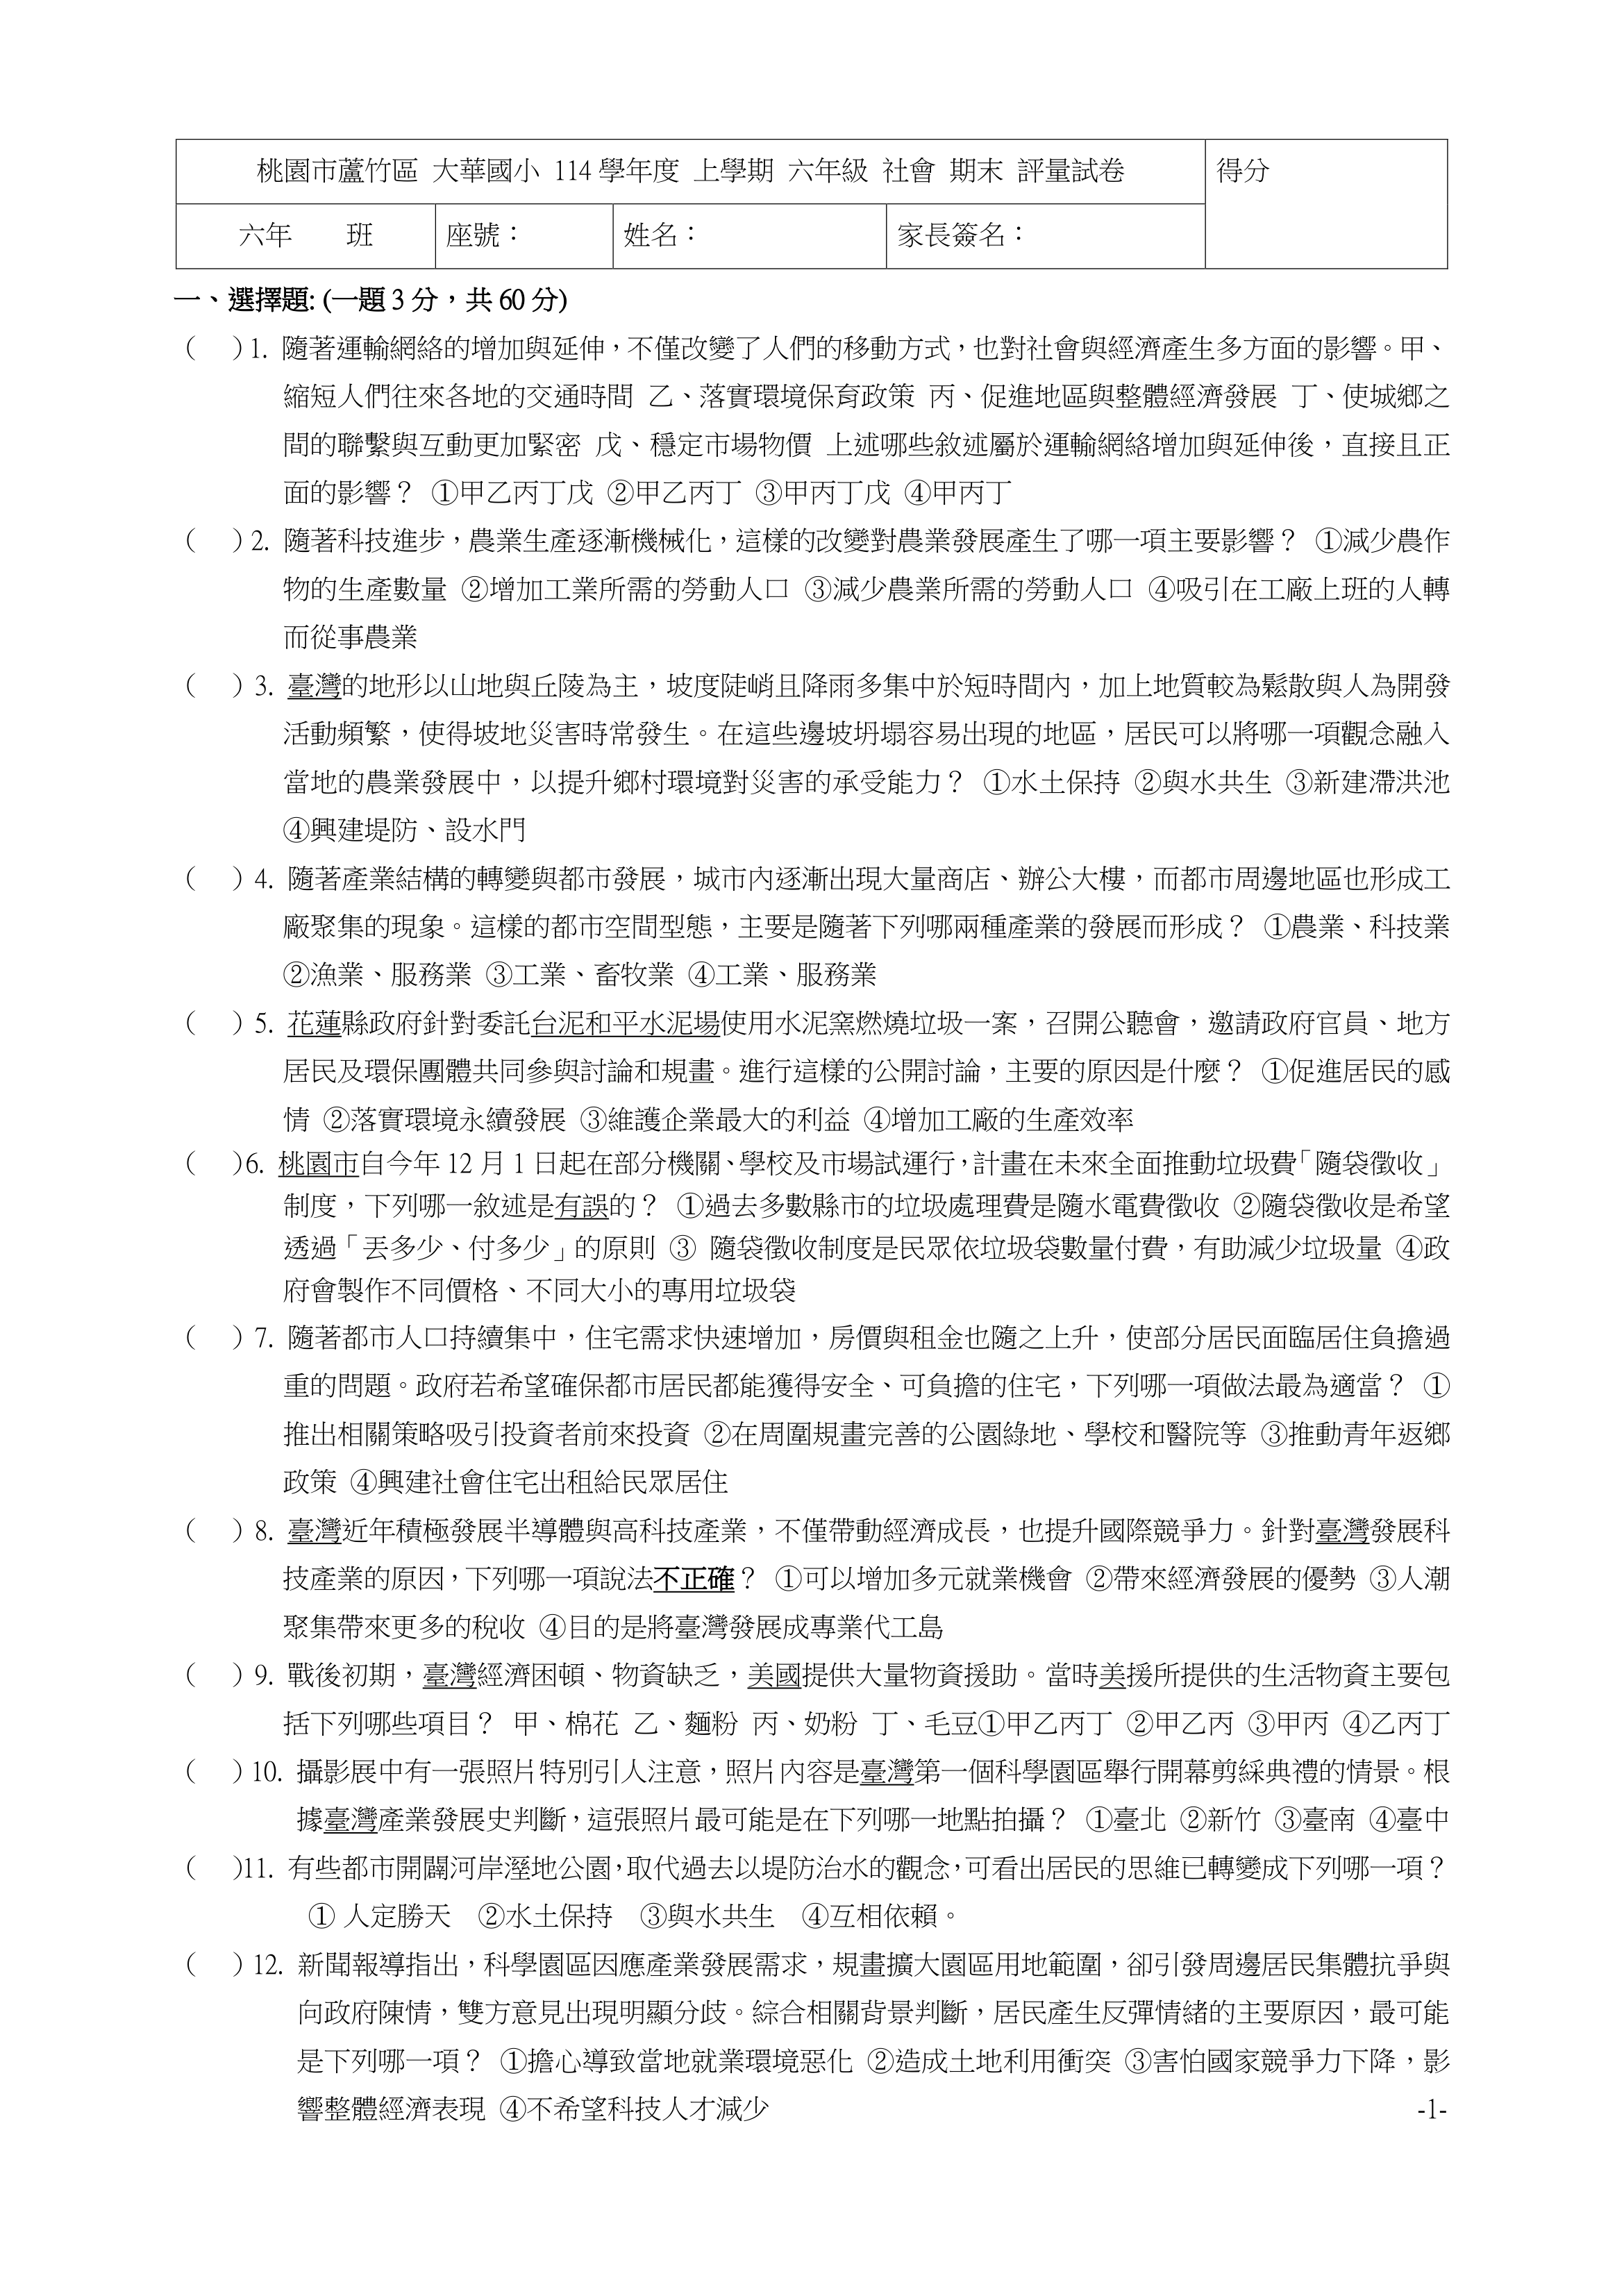 桃園市蘆竹區 大華國小 114 學年度 上學期 六年級 社會 期末 評量試卷
得分
六年　　班
座號：
姓名：
家長簽名：
一、選擇題: (一題 3 分，共 60 分)
(　) 1. 隨著運輸網絡的增加與延伸，不僅改變了人們的移動方式，也對社會與經濟產生多方面的影響。甲、
縮短人們往來各地的交通時間 乙、落實環境保育政策 丙、促進地區與整體經濟發展 丁、使城鄉之
間的聯繫與互動更加緊密 戊、穩定市場物價 上述哪些敘述屬於運輸網絡增加與延伸後，直接且正
面的影響？ ①甲乙丙丁戊 ②甲乙丙丁 ③甲丙丁戊 ④甲丙丁
(　) 2. 隨著科技進步，農業生產逐漸機械化，這樣的改變對農業發展產生了哪一項主要影響？ ①減少農作
物的生產數量 ②增加工業所需的勞動人口 ③減少農業所需的勞動人口 ④吸引在工廠上班的人轉
而從事農業
(　) 3. 臺灣的地形以山地與丘陵為主，坡度陡峭且降雨多集中於短時間內，加上地質較為鬆散與人為開發
活動頻繁，使得坡地災害時常發生。在這些邊坡坍塌容易出現的地區，居民可以將哪一項觀念融入
當地的農業發展中，以提升鄉村環境對災害的承受能力？ ①水土保持 ②與水共生 ③新建滯洪池
④興建堤防、設水門
(　) 4. 隨著產業結構的轉變與都市發展，城市內逐漸出現大量商店、辦公大樓，而都市周邊地區也形成工
廠聚集的現象。這樣的都市空間型態，主要是隨著下列哪兩種產業的發展而形成？ ①農業、科技業
②漁業、服務業 ③工業、畜牧業 ④工業、服務業
(　) 5. 花蓮縣政府針對委託台泥和平水泥場使用水泥窯燃燒垃圾一案，召開公聽會，邀請政府官員、地方
居民及環保團體共同參與討論和規畫。進行這樣的公開討論，主要的原因是什麼？ ①促進居民的感
情 ②落實環境永續發展 ③維護企業最大的利益 ④增加工廠的生產效率
(　)6. 桃園市自今年 12 月 1 日起在部分機關、學校及市場試運行，計畫在未來全面推動垃圾費「隨袋徵收」
制度，下列哪一敘述是有誤的？ ①過去多數縣市的垃圾處理費是隨水電費徵收 ②隨袋徵收是希望
透過「丟多少、付多少」的原則 ③ 隨袋徵收制度是民眾依垃圾袋數量付費，有助減少垃圾量 ④政
府會製作不同價格、不同大小的專用垃圾袋
(　) 7. 隨著都市人口持續集中，住宅需求快速增加，房價與租金也隨之上升，使部分居民面臨居住負擔過
重的問題。政府若希望確保都市居民都能獲得安全、可負擔的住宅，下列哪一項做法最為適當？ ①
推出相關策略吸引投資者前來投資 ②在周圍規畫完善的公園綠地、學校和醫院等 ③推動青年返鄉
政策 ④興建社會住宅出租給民眾居住
(　) 8. 臺灣近年積極發展半導體與高科技產業，不僅帶動經濟成長，也提升國際競爭力。針對臺灣發展科
技產業的原因，下列哪一項說法不正確？ ①可以增加多元就業機會 ②帶來經濟發展的優勢 ③人潮
聚集帶來更多的稅收 ④目的是將臺灣發展成專業代工島
(　) 9. 戰後初期，臺灣經濟困頓、物資缺乏，美國提供大量物資援助。當時美援所提供的生活物資主要包
括下列哪些項目？ 甲、棉花 乙、麵粉 丙、奶粉 丁、毛豆①甲乙丙丁 ②甲乙丙 ③甲丙 ④乙丙丁
(　) 10. 攝影展中有一張照片特別引人注意，照片內容是臺灣第一個科學園區舉行開幕剪綵典禮的情景。根
據臺灣產業發展史判斷，這張照片最可能是在下列哪一地點拍攝？ ①臺北 ②新竹 ③臺南 ④臺中
(　)11. 有些都市開闢河岸溼地公園，取代過去以堤防治水的觀念，可看出居民的思維已轉變成下列哪一項？
① 人定勝天　②水土保持　③與水共生　④互相依賴。
(　) 12. 新聞報導指出，科學園區因應產業發展需求，規畫擴大園區用地範圍，卻引發周邊居民集體抗爭與
向政府陳情，雙方意見出現明顯分歧。綜合相關背景判斷，居民產生反彈情緒的主要原因，最可能
是下列哪一項？ ①擔心導致當地就業環境惡化 ②造成土地利用衝突 ③害怕國家競爭力下降，影
響整體經濟表現 ④不希望科技人才減少
-1-